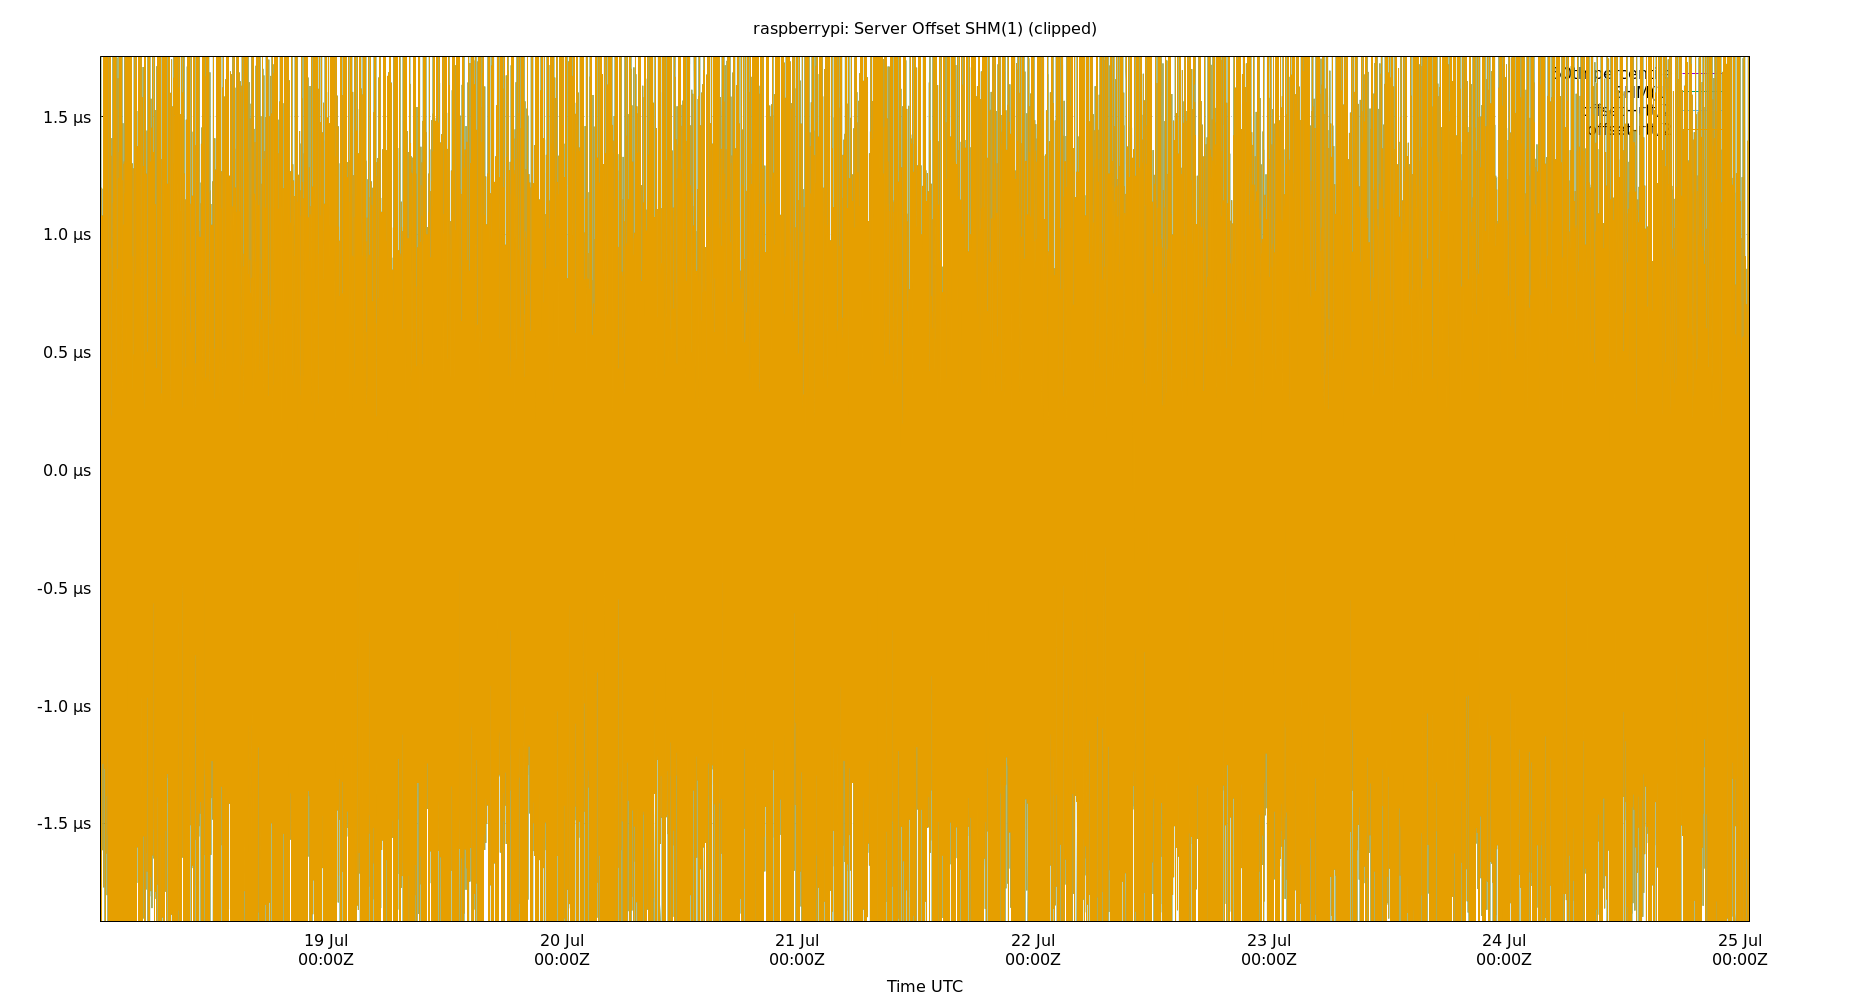 raspberrypi: Server Offset SHM(1) (clipped)
1.5 µs
1.0 µs
0.5 µs
0.0 µs
-0.5 µs
-1.0 µs
-1.5 µs
19 Jul 20 Jul 21 Jul 22 Jul 23 Jul 24 Jul 25 Jul
00:00Z 00:00Z 00:00Z 00:00Z 00:00Z 00:00Z 00:00Z
Time UTC